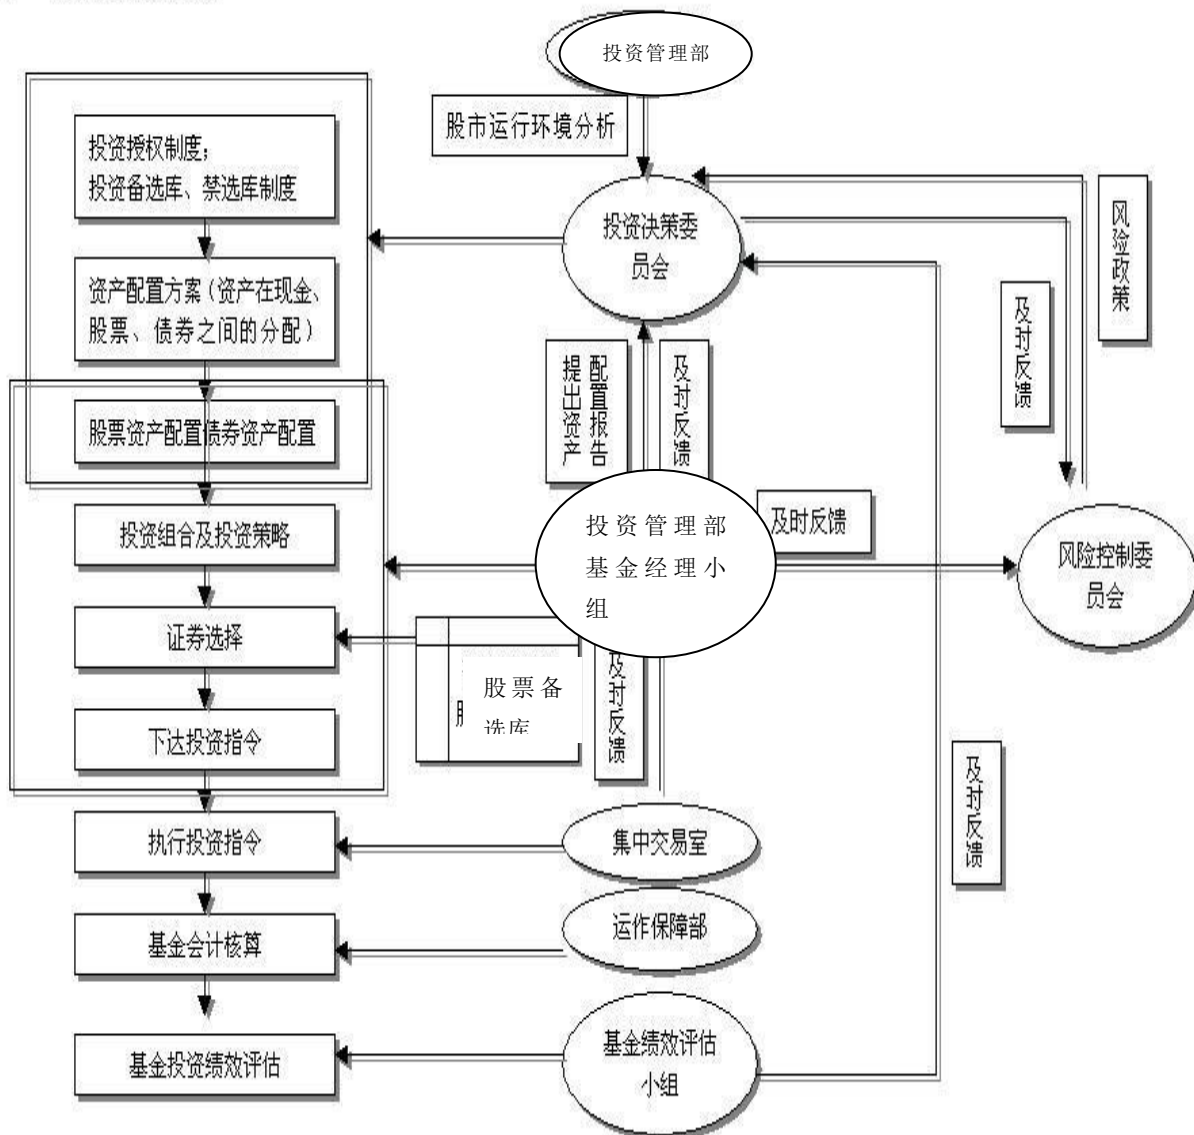 投资管理部
股市运行环境分析
投资授权制度；
投资备选库、禁选库制度
投资决策委
员会
风险政策
资产配置方案（资产在现金、
股票、债券之间的分配）
及时反馈
提出资产
配置报告
及时反馈
股票资产配置债券资产配置
投资组合及投资策略
投资管理部
基金经理小
组
及时反馈
风险控制委
员会
证券选择
股票备
选库
及时反馈
下达投资指令
及时反馈
执行投资指令
集中交易室
基金会计核算
运作保障部
基金投资绩效评估
基金绩效评估
小组